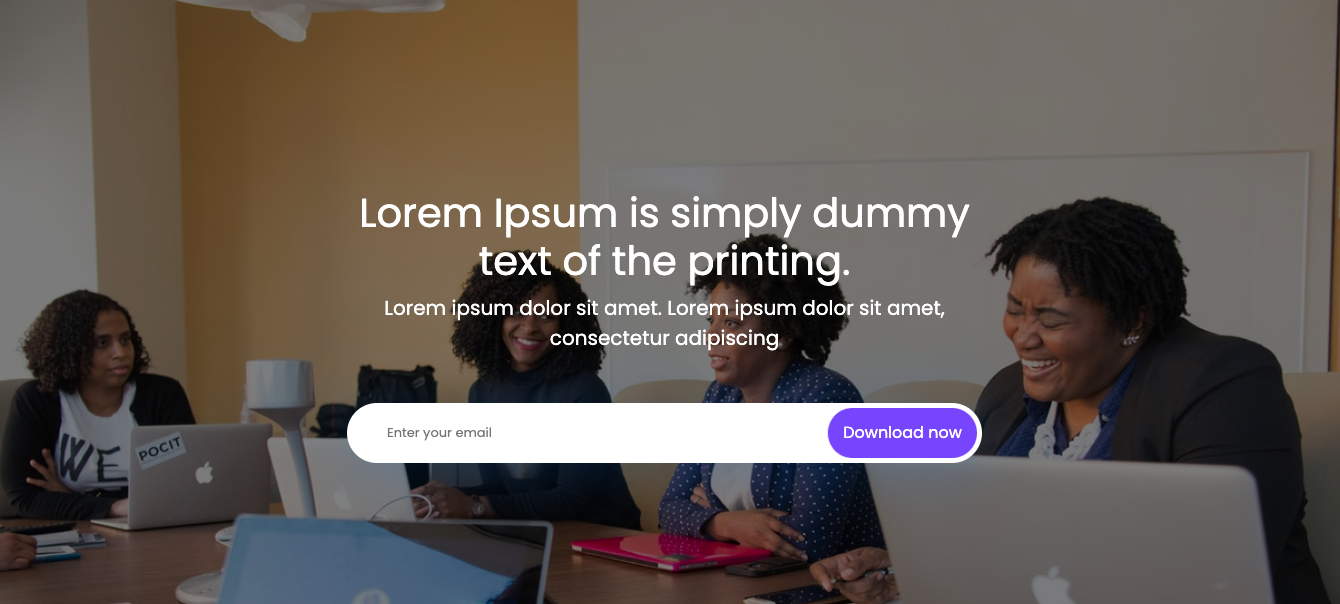 Lorem Ipsum is simply dummy
text of the printing.
Lorem ipsum dolor sit amet. Lorem ipsum dolor sit amet,
consectetur adipiscing
Enter your email
Download now
WE
POCIT